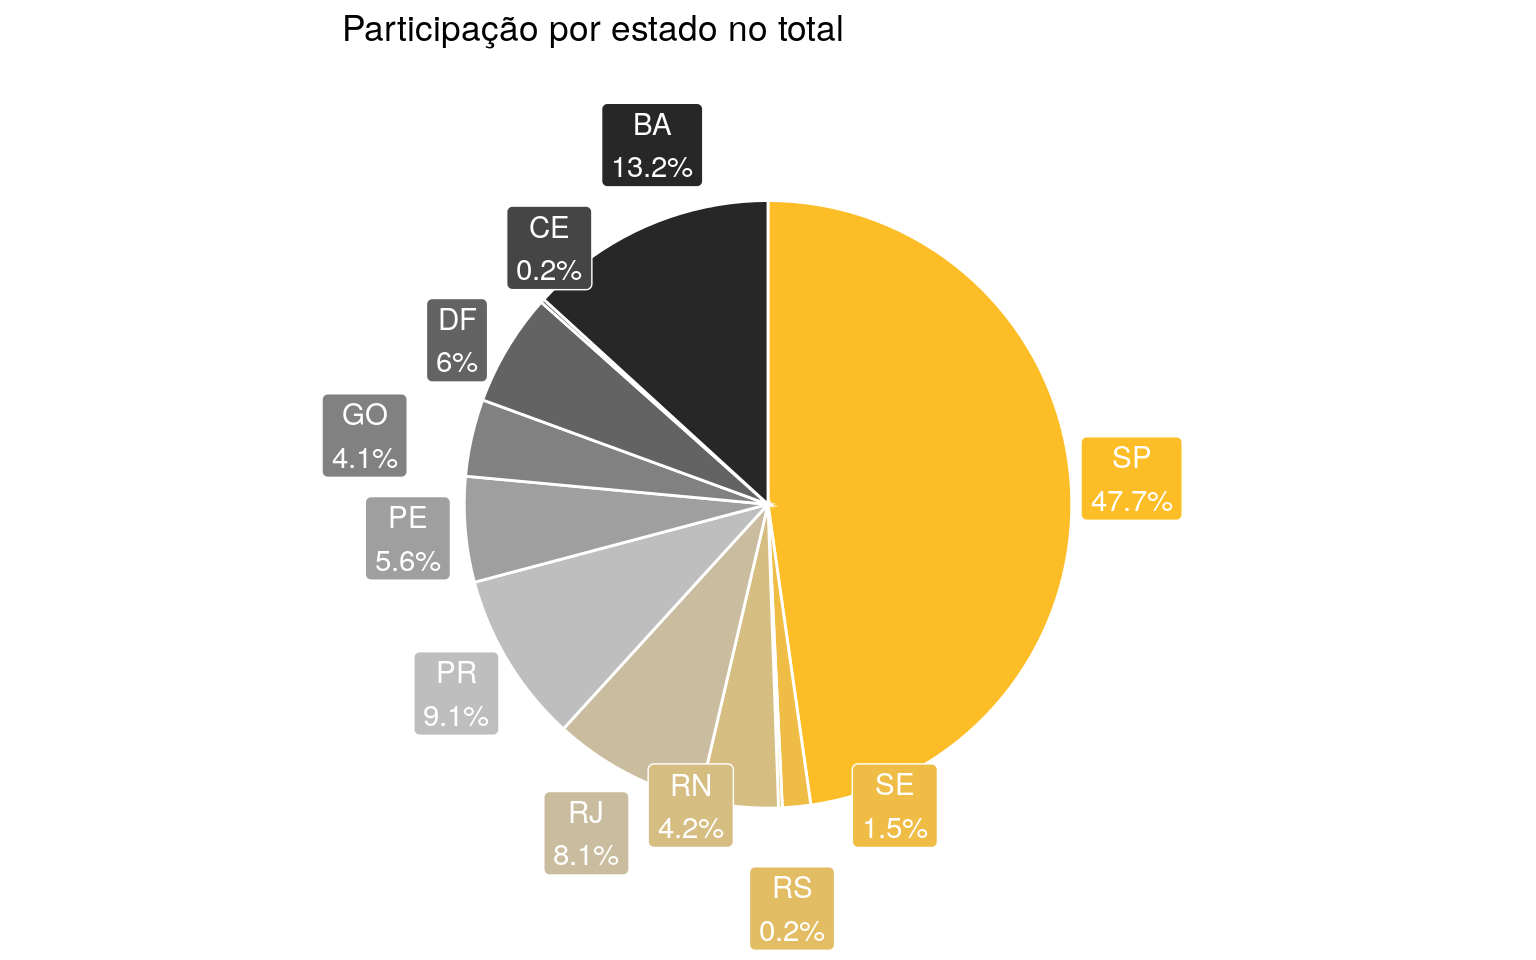 Participação por estado no total
BA
13.2%
CE
0.2%
DF
6%
GO
4.1%
SP
47.7%
PE
5.6%
PR
9.1%
RN
4.2%
SE
1.5%
RJ
8.1%
RS
0.2%